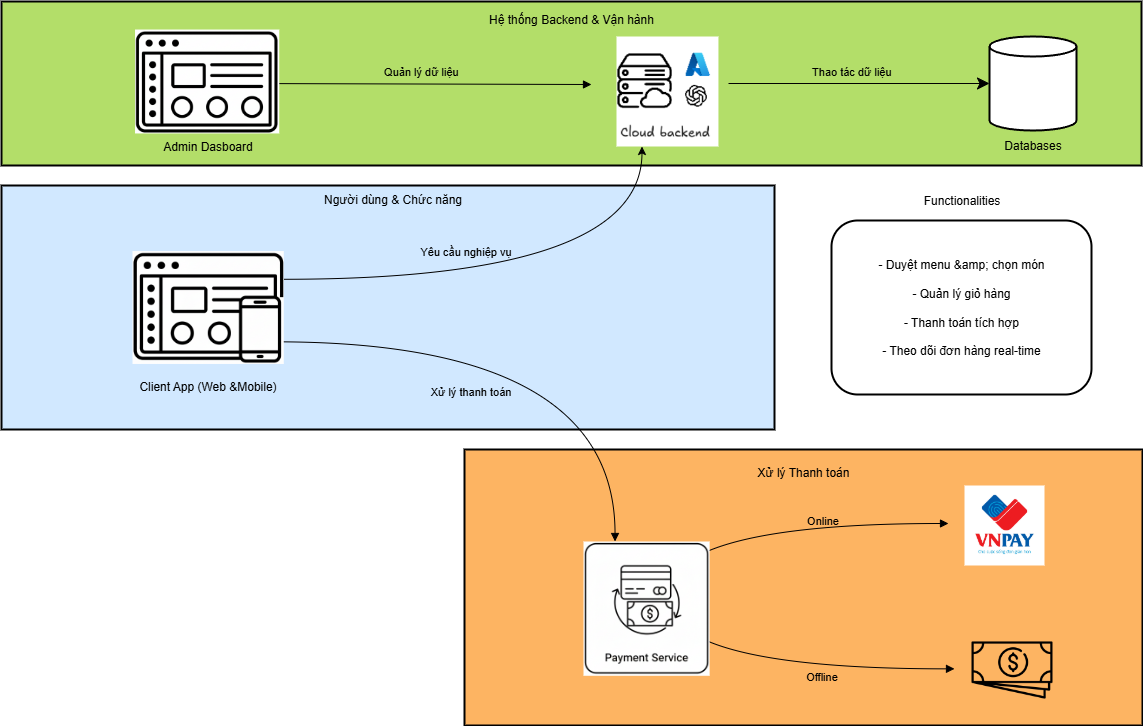 Hệ thống Backend & Vận hành
Quản lý dữ liệu
Thao tác dữ liệu
Cloud backend
Admin Dasboard
Databases
Người dùng & Chức năng
Functionalities
Yêu cầu nghiệp vụ
- Duyệt menu &amp; chọn món
- Quản lý giỏ hàng
- Thanh toán tích hợp
- Theo dõi đơn hàng real-time
Client App (Web &Mobile)
Xử lý thanh toán
Xử lý Thanh toán
Online
VNPAY
Payment Service
Offline